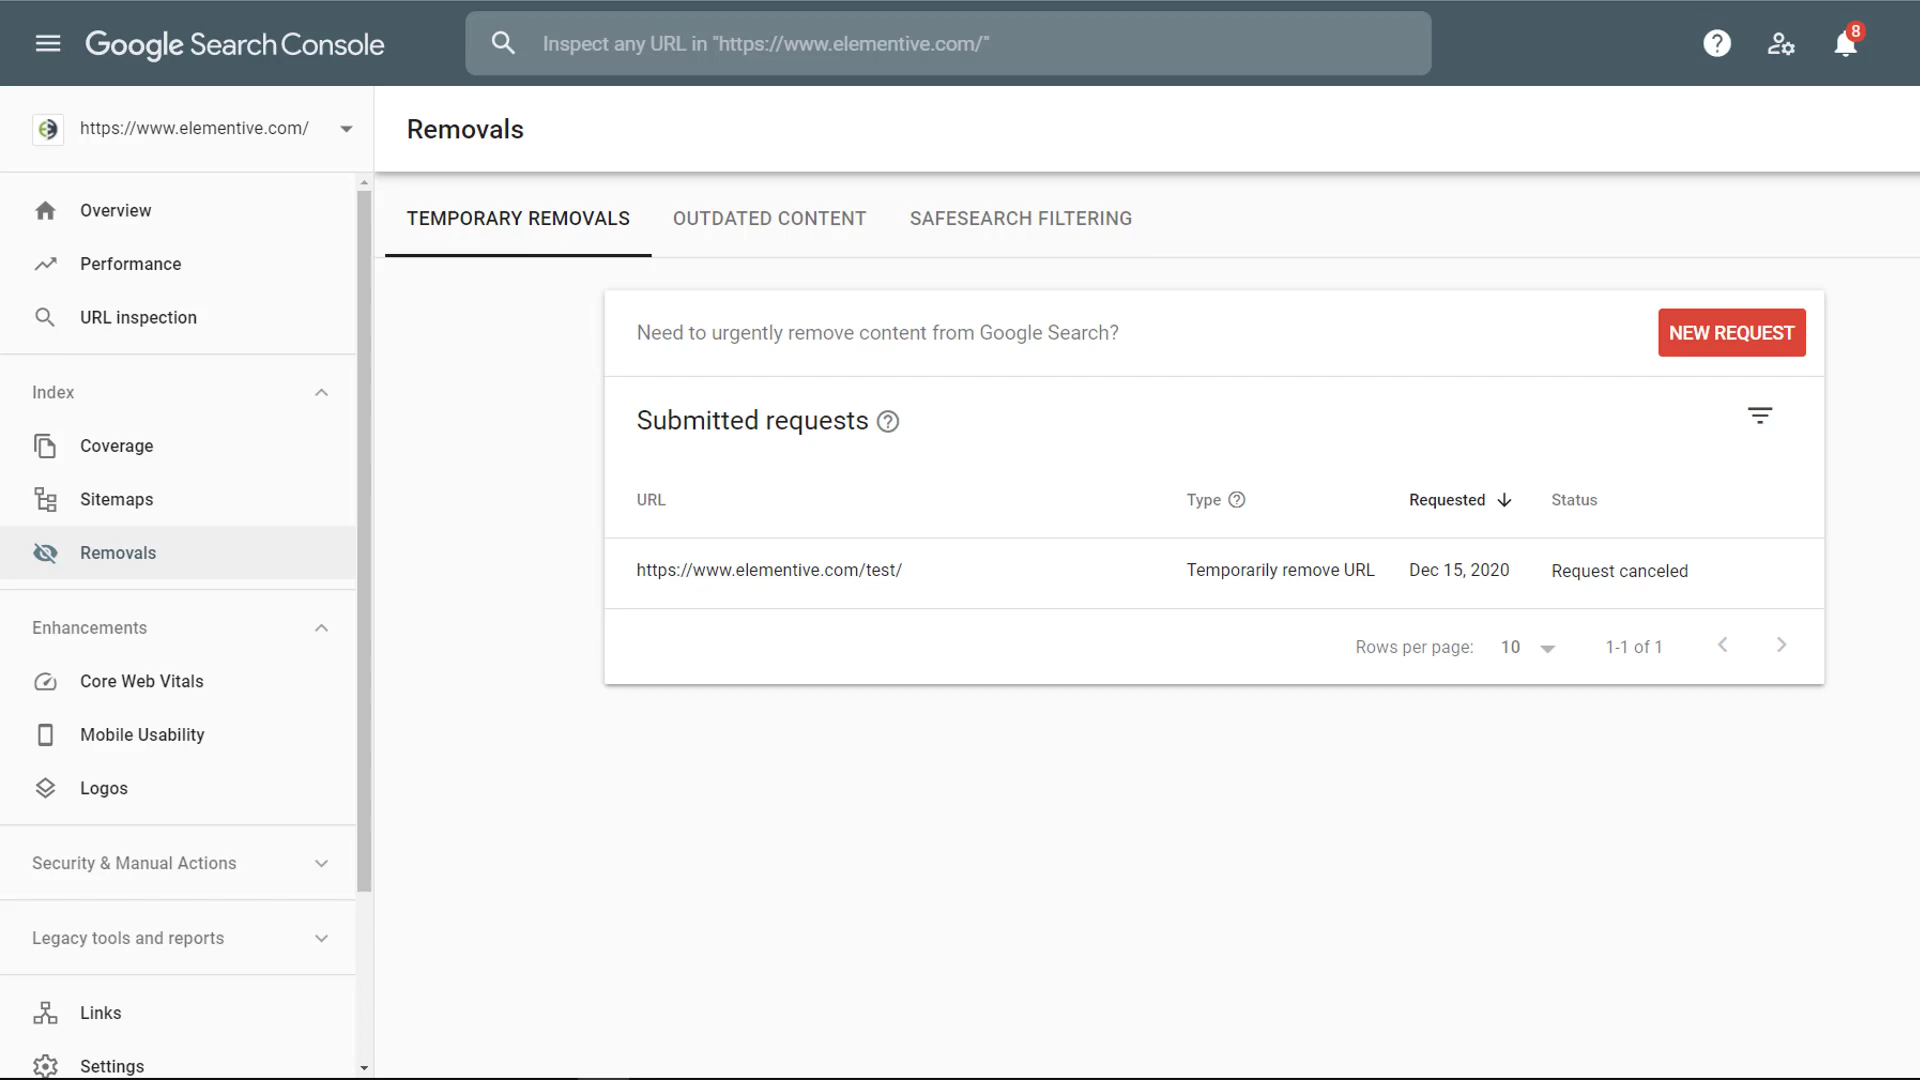 Google Search Console
Inspect any URL in "https://www.elementive.com/"
8
https://www.elementive.com/
Removals
Overview
Performance
URL inspection
Index
Coverage
Sitemaps
Removals
Enhancements
Core Web Vitals
Mobile Usability
Logos
Security & Manual Actions
Legacy tools and reports
Links
Settings
TEMPORARY REMOVALS OUTDATED CONTENT SAFESEARCH FILTERING
Need to urgently remove content from Google Search? NEW REQUEST
Submitted requests
URL Type Requested Status
https://www.elementive.com/test/ Temporarily remove URL Dec 15, 2020 Request canceled
Rows per page: 10 1-1 of 1